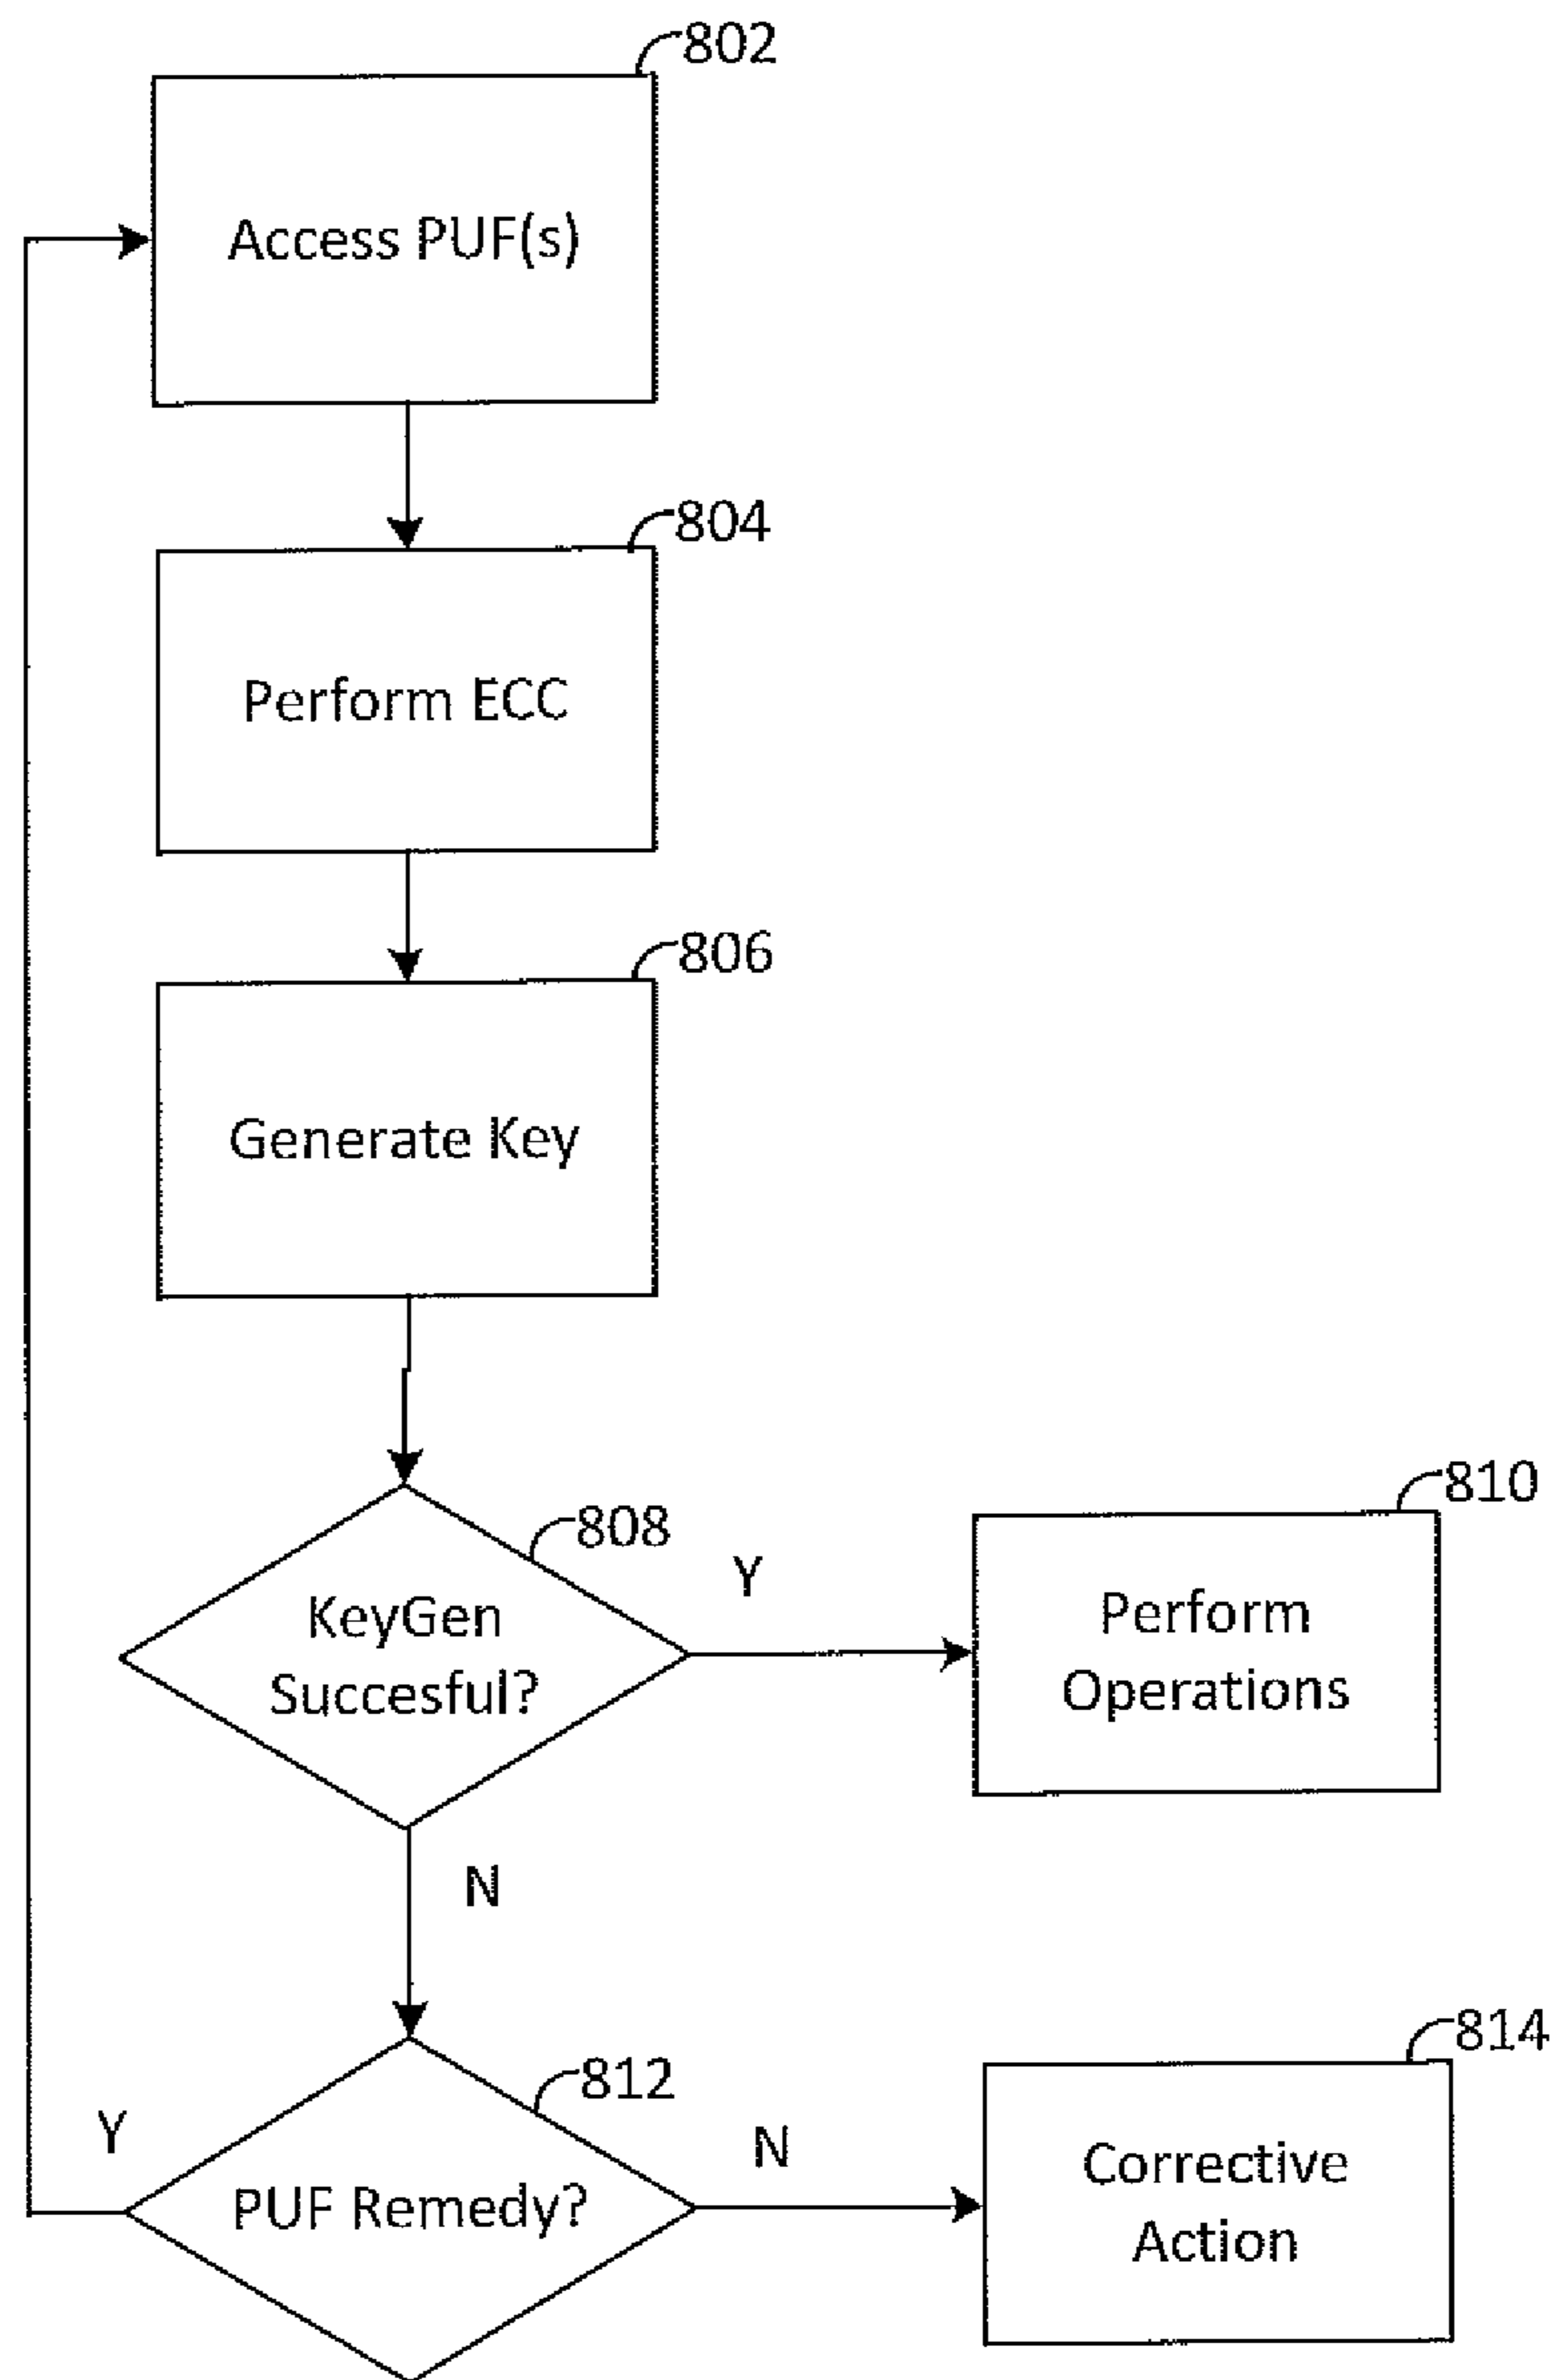 802
Access PUF(s)
804
Perform ECC
806
Generate Key
808
KeyGen
Succesful?
Y
810
Perform
Operations
N
812
PUF Remedy?
Y
N
814
Corrective
Action